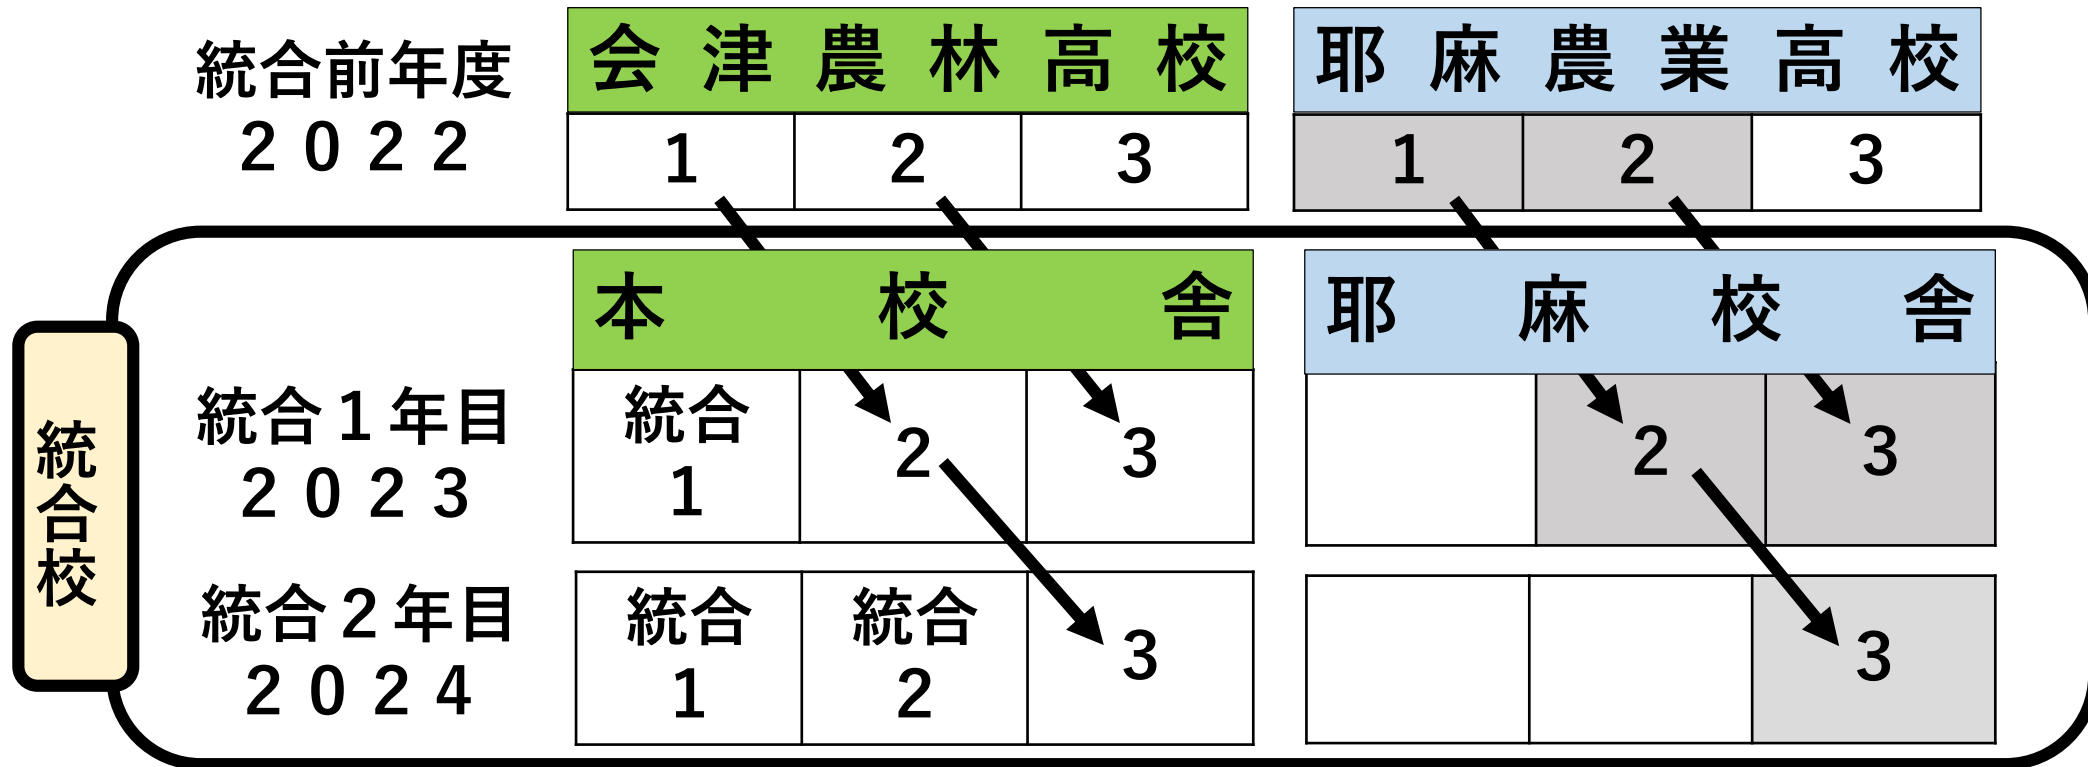 統合前年度
２０２２
会津農林高校
耶麻農業高校
1 2 3
1 2 3
統合校
本校舎
耶麻校舎
統合１年目
２０２３
統合
1
2 3
2 3
統合２年目
２０２４
統合
1
統合
2
3
3